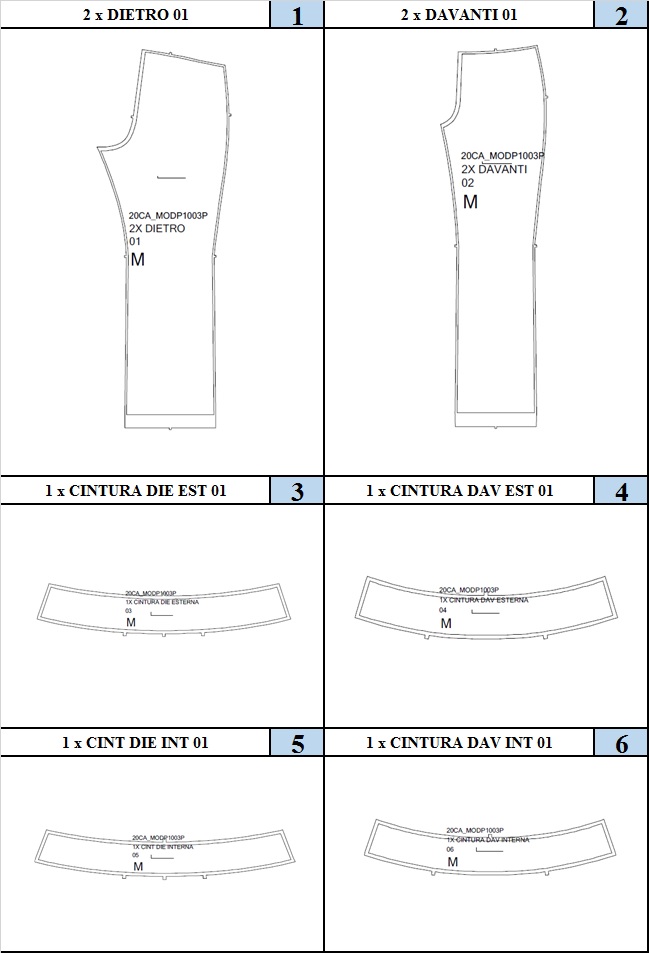 2 x DIETRO 01
1
2 x DAVANTI 01
2
20CA_MODP1003P
2X DIETRO
01
M
20CA_MODP1003P
2X DAVANTI
02
M
1 x CINTURA DIE EST 01
3
1 x CINTURA DAV EST 01
4
20CA_MODP1003P
1X CINTURA DIE ESTERNA
03
M
20CA_MODP1003P
1X CINTURA DAV ESTERNA
04
M
1 x CINT DIE INT 01
5
1 x CINTURA DAV INT 01
6
20CA_MODP1003P
1X CINT DIE INTERNA
05
M
20CA_MODP1003P
1X CINTURA DAV INTERNA
06
M